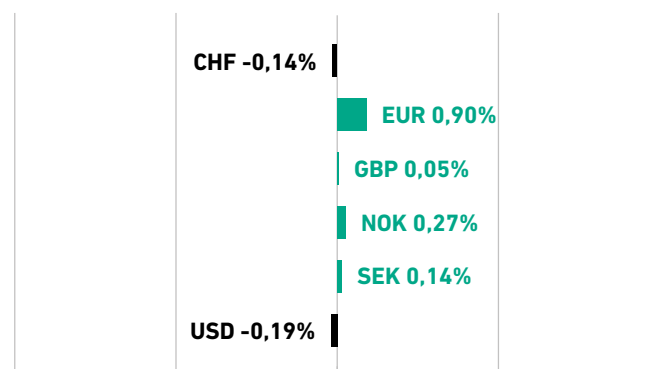 CHF -0,14%
EUR 0,90%
GBP 0,05%
NOK 0,27%
SEK 0,14%
USD -0,19%